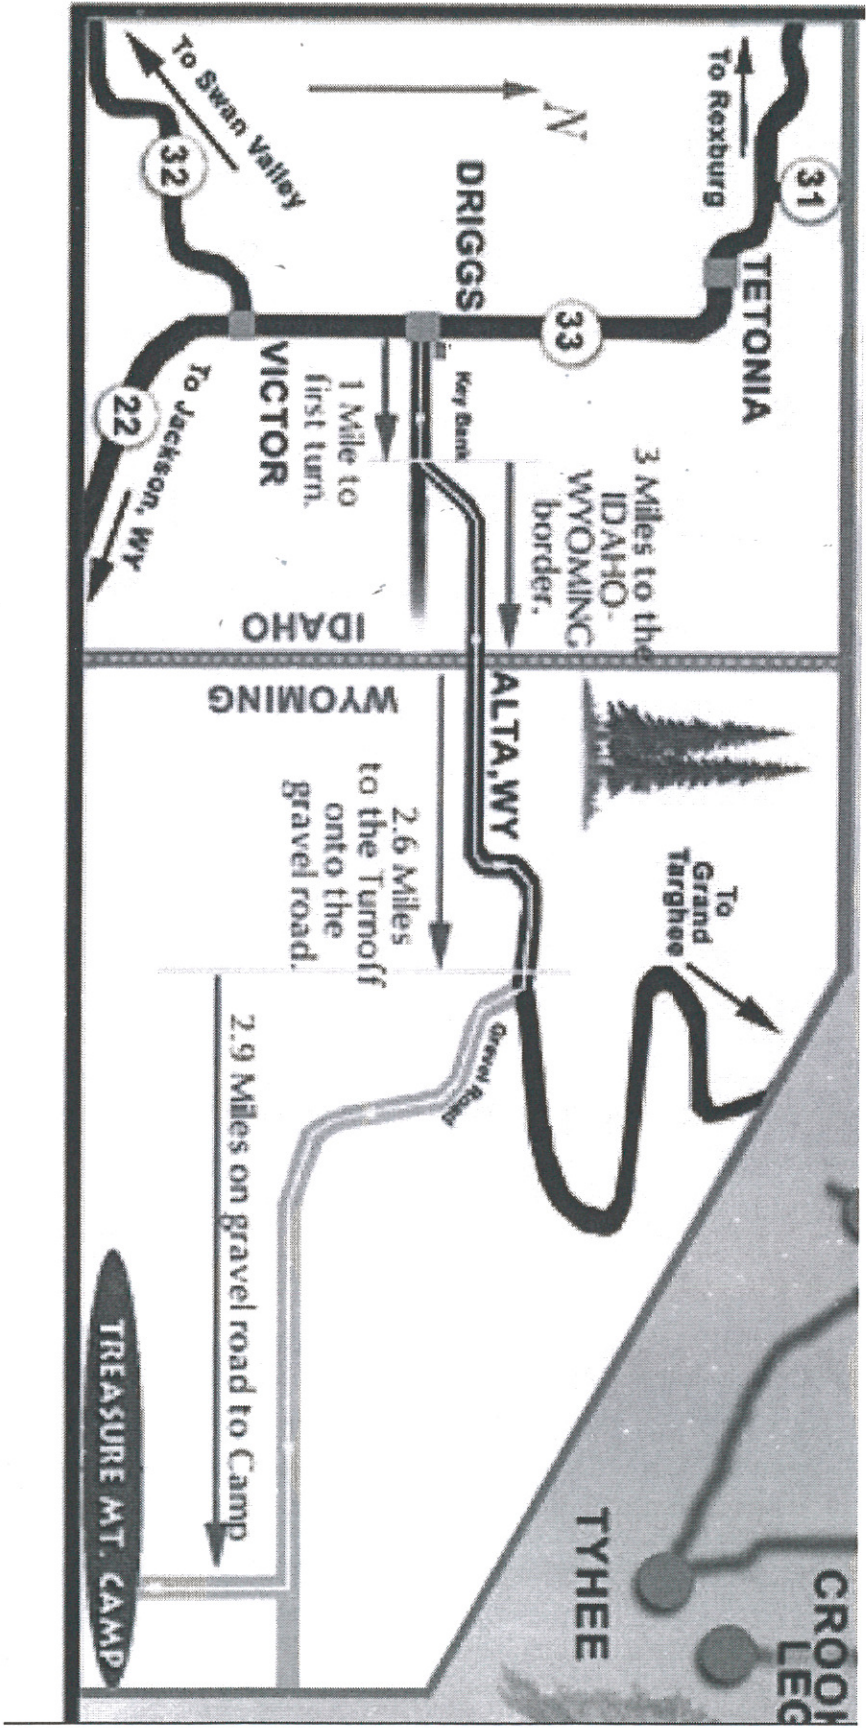 To Rexburg
31
TETONIA
CROO
LEG
TYHEE
N
DRIGGS
33
Key Bank
3 Miles to the
IDAHO-
WYOMING
border.
To
Grand
Targhee
ALTA,WY
To Swan Valley
32
VICTOR
1 Mile to
first turn.
IDAHO
WYOMING
2.6 Miles
to the Turnoff
onto the
gravel road.
Gravel Road
22
To Jackson, WY
2.9 Miles on gravel road to Camp
TREASURE MT. CAMP